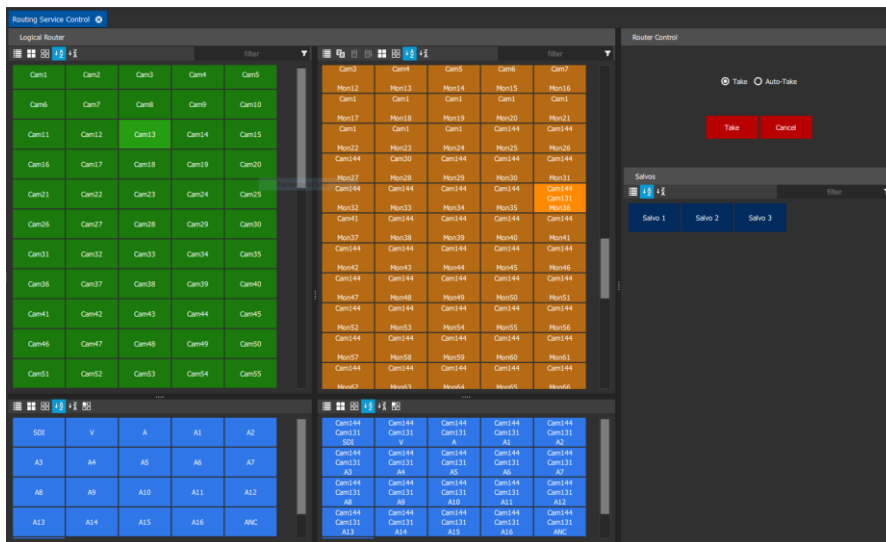 Routing Service Control
Logical Router
Router Control
filter
filter
Cam1 Cam2 Cam3 Cam4 Cam5
Cam6 Cam7 Cam8 Cam9 Cam10
Cam11 Cam12 Cam13 Cam14 Cam15
Cam16 Cam17 Cam18 Cam19 Cam20
Cam21 Cam22 Cam23 Cam24 Cam25
Cam26 Cam27 Cam28 Cam29 Cam30
Cam31 Cam32 Cam33 Cam34 Cam35
Cam36 Cam37 Cam38 Cam39 Cam40
Cam41 Cam42 Cam43 Cam44 Cam45
Cam46 Cam47 Cam48 Cam49 Cam50
Cam51 Cam52 Cam53 Cam54 Cam55
Cam3 Cam4 Cam5 Cam6 Cam7
Mon12 Mon13 Mon14 Mon15 Mon16
Cam1 Cam1 Cam1 Cam1 Cam1
Mon17 Mon18 Mon19 Mon20 Mon21
Cam1 Cam1 Cam1 Cam144 Cam144
Mon22 Mon23 Mon24 Mon25 Mon26
Cam144 Cam30 Cam144 Cam144 Cam144
Mon27 Mon28 Mon29 Mon30 Mon31
Cam144 Cam144 Cam144 Cam144 Cam144
Cam131
Mon32 Mon33 Mon34 Mon35 Mon36
Cam41 Cam144 Cam144 Cam144 Cam144
Mon37 Mon38 Mon39 Mon40 Mon41
Cam144 Cam144 Cam144 Cam144 Cam144
Mon42 Mon43 Mon44 Mon45 Mon46
Cam144 Cam144 Cam144 Cam144 Cam144
Mon47 Mon48 Mon49 Mon50 Mon51
Cam144 Cam144 Cam144 Cam144 Cam144
Mon52 Mon53 Mon54 Mon55 Mon56
Cam144 Cam144 Cam144 Cam144 Cam144
Mon57 Mon58 Mon59 Mon60 Mon61
Cam144 Cam144 Cam144 Cam144 Cam144
Mon62 Mon63 Mon64 Mon65 Mon66
Take Auto-Take
Take Cancel
Salvos
filter
Salvo 1 Salvo 2 Salvo 3
SDI V A A1 A2
A3 A4 A5 A6 A7
A8 A9 A10 A11 A12
A13 A14 A15 A16 ANC
Cam144 Cam144 Cam144 Cam144 Cam144
Cam131 Cam131 Cam131 Cam131 Cam131
SDI V A A1 A2
Cam144 Cam144 Cam144 Cam144 Cam144
Cam131 Cam131 Cam131 Cam131 Cam131
A3 A4 A5 A6 A7
Cam144 Cam144 Cam144 Cam144 Cam144
Cam131 Cam131 Cam131 Cam131 Cam131
A8 A9 A10 A11 A12
Cam144 Cam144 Cam144 Cam144 Cam144
Cam131 Cam131 Cam131 Cam131 Cam131
A13 A14 A15 A16 ANC